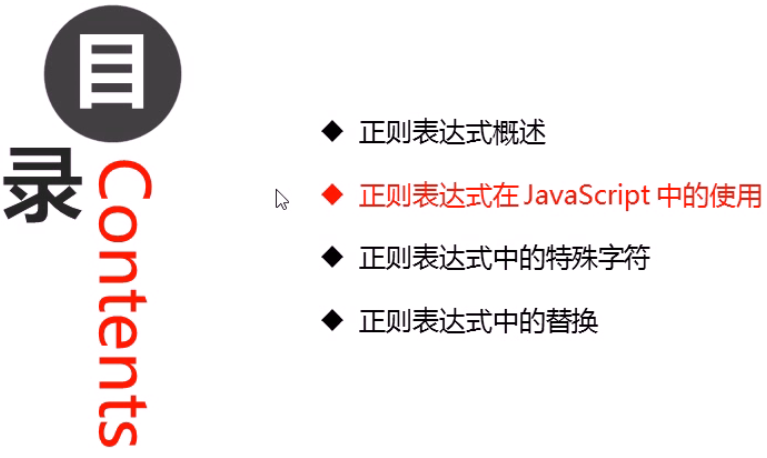 目录
Contents
正则表达式概述
正则表达式在 JavaScript 中的使用
正则表达式中的特殊字符
正则表达式中的替换